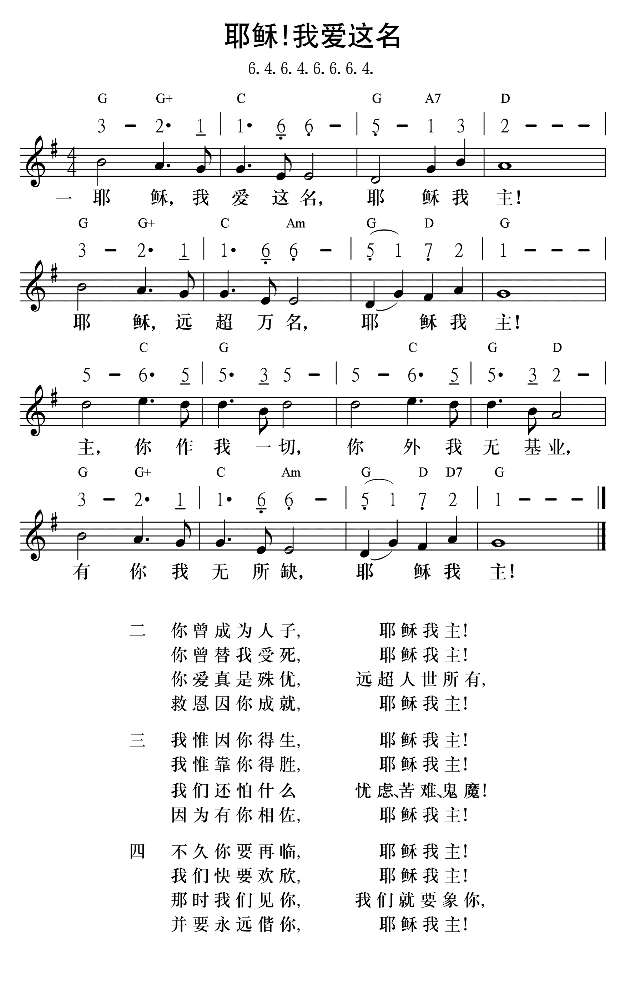 耶稣！我爱这名
6. 4. 6. 4. 6. 6. 6. 4.
G G+ C G A7 D
3 – 2• 1 | 1• 6 6 – | 5 – 1 3 | 2 – – – |
4
4
一 耶 稣， 我 爱 这 名， 耶 稣 我 主！
G G+ C Am G D G
3 – 2• 1 | 1• 6 6 – | 5 1 7 2 | 1 – – – |
耶 稣， 远 超 万 名， 耶 稣 我 主！
C G C G D
5 – 6• 5 | 5• 3 5 – | 5 – 6• 5 | 5• 3 2 – |
主， 你 作 我 一 切， 你 外 我 无 基 业，
G G+ C Am G D D7 G
3 – 2• 1 | 1• 6 6 – | 5 1 7 2 | 1 – – – ‖
有 你 我 无 所 缺， 耶 稣 我 主！
二 你曾成为人子， 耶稣我主！
你曾替我受死， 耶稣我主！
你爱真是殊优， 远超人世所有，
救恩因你成就， 耶稣我主！
三 我惟因你得生， 耶稣我主！
我惟靠你得胜， 耶稣我主！
我们还怕什么 忧虑、苦难、鬼魔！
因为有你相佐， 耶稣我主！
四 不久你要再临， 耶稣我主！
我们快要欢欣， 耶稣我主！
那时我们见你， 我们就要象你，
并要永远偕你， 耶稣我主！